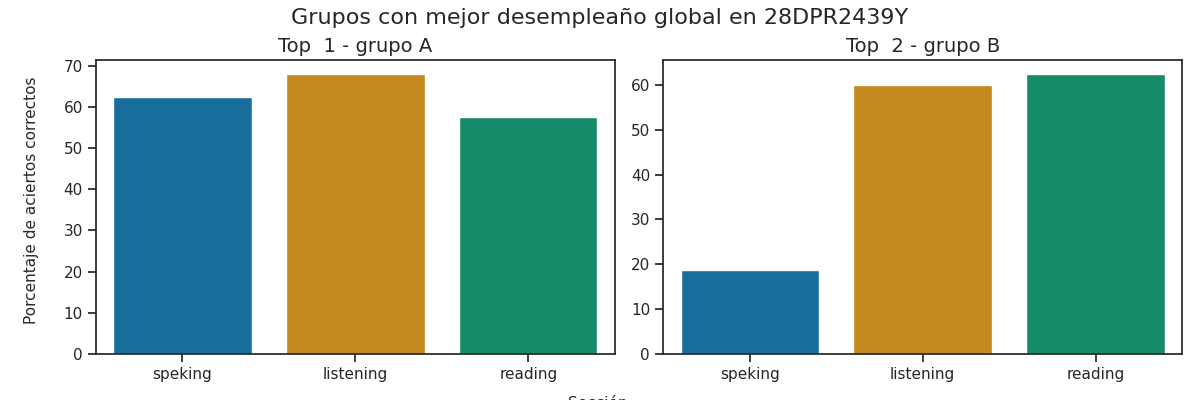 Grupos con mejor desempleaño global en 28DPR2439Y
Top  1 - grupo A
Porcentaje de aciertos correctos
70
60
50
40
30
20
10
0
speking
listening
reading
Top  2 - grupo B
60
50
40
30
20
10
0
speking
listening
reading
Sección